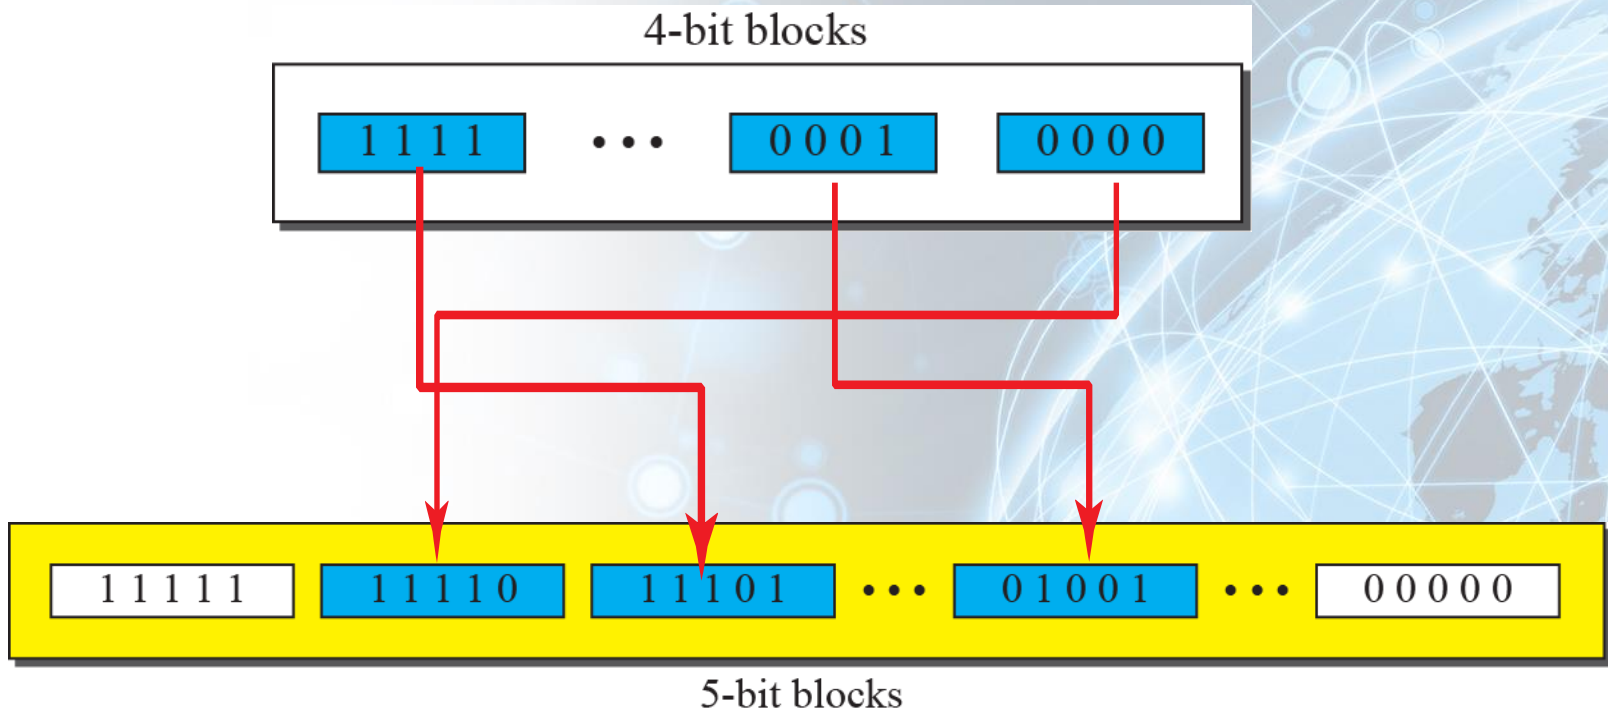 4-bit blocks
1 1 1 1 ••• 0 0 0 1 0 0 0 0
1 1 1 1 1 1 1 1 1 0 1 1 1 0 1 ••• 0 1 0 0 1 ••• 0 0 0 0 0
5-bit blocks